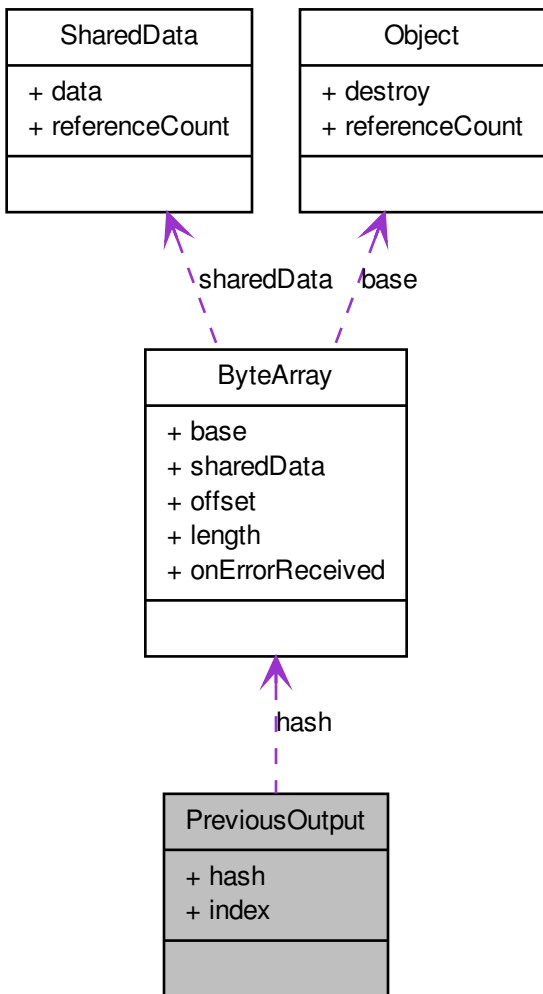 SharedData
+ data
+ referenceCount
Object
+ destroy
+ referenceCount
sharedData
base
ByteArray
+ base
+ sharedData
+ offset
+ length
+ onErrorReceived
hash
PreviousOutput
+ hash
+ index